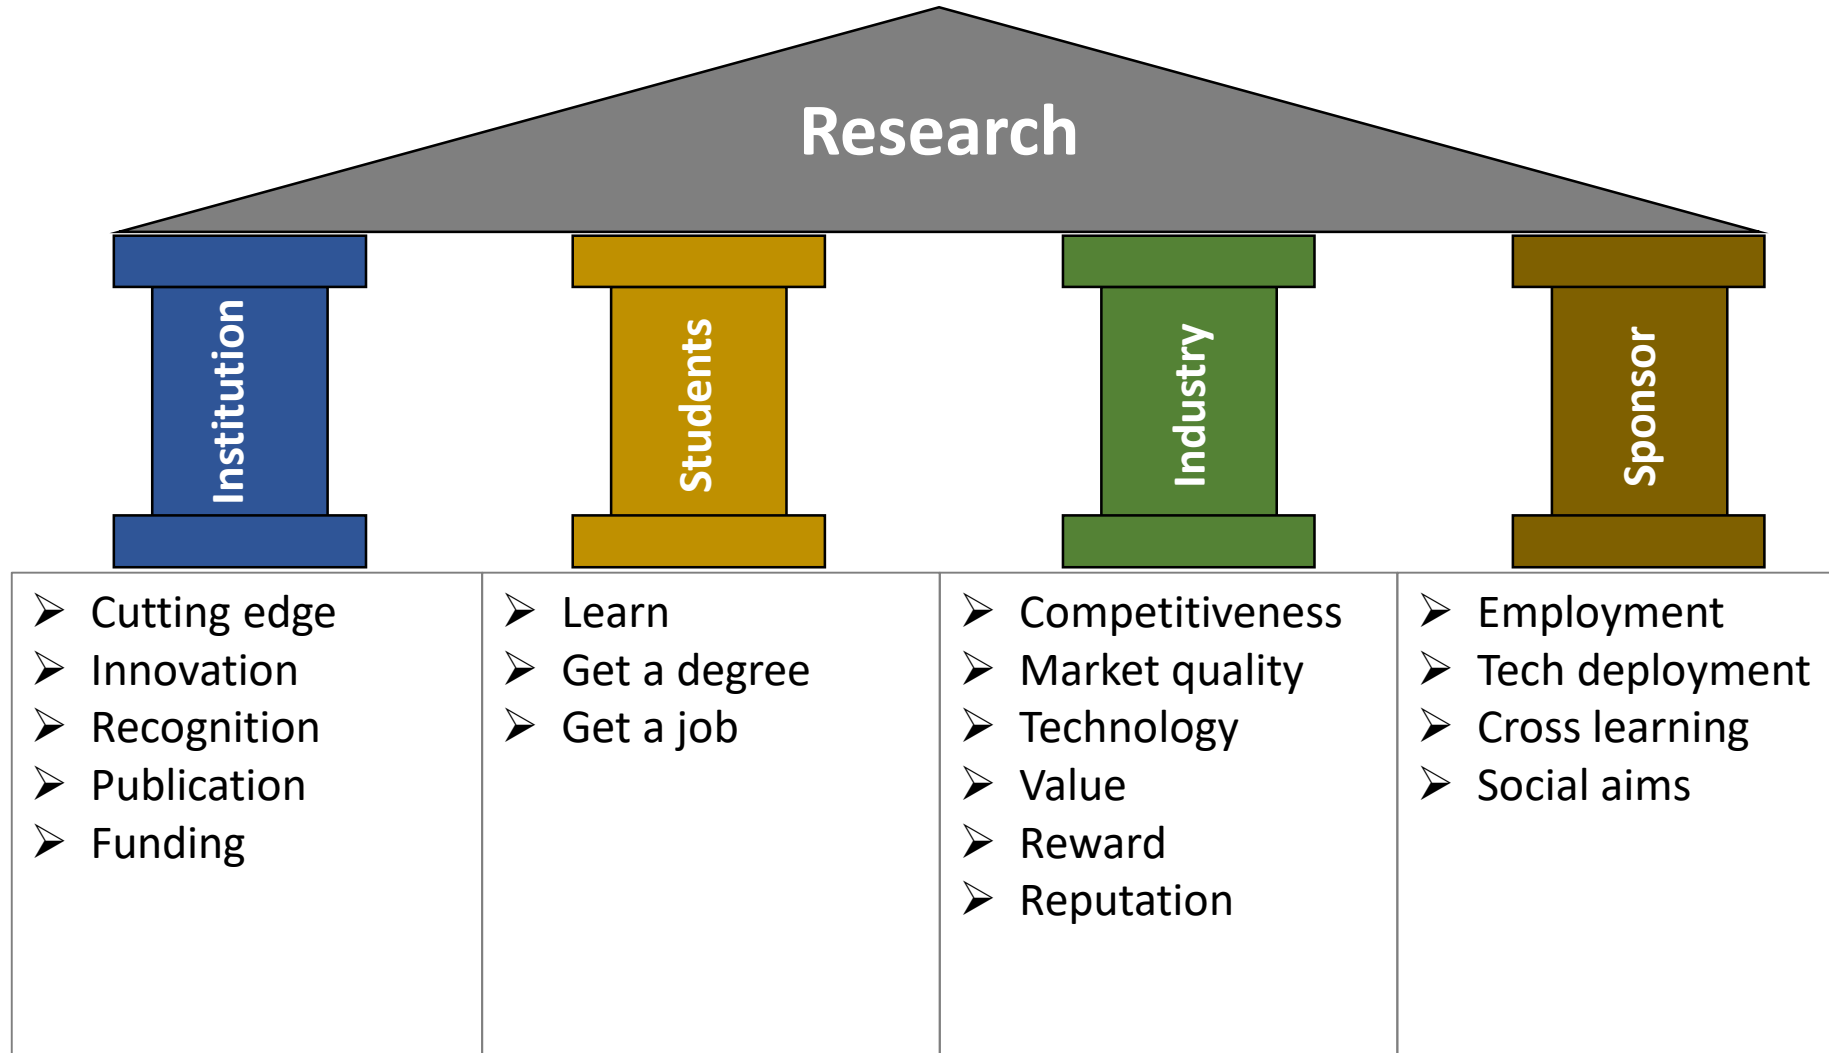 Research
Institution
Students
Industry
Sponsor
➢ Cutting edge
➢ Innovation
➢ Recognition
➢ Publication
➢ Funding
➢ Learn
➢ Get a degree
➢ Get a job
➢ Competitiveness
➢ Market quality
➢ Technology
➢ Value
➢ Reward
➢ Reputation
➢ Employment
➢ Tech deployment
➢ Cross learning
➢ Social aims